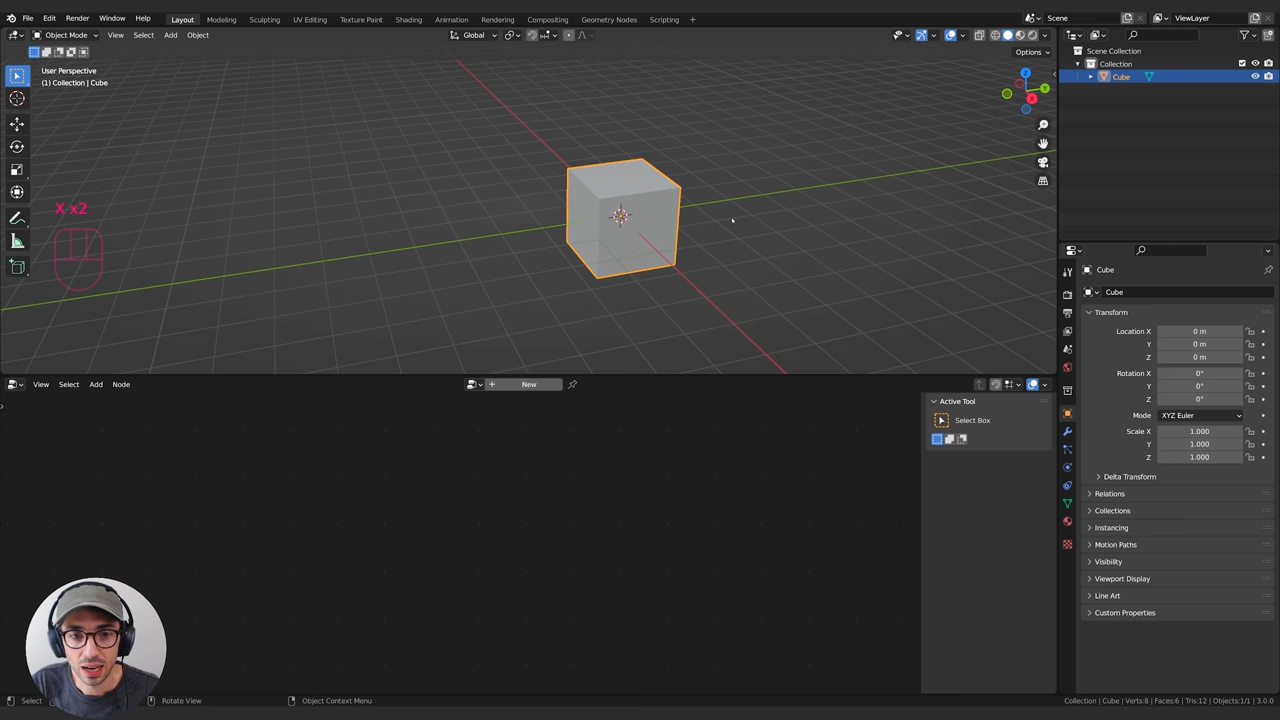 File Edit Render Window Help Layout Modeling Sculpting UV Editing Texture Paint Shading Animation Rendering Compositing Geometry Nodes Scripting + Scene ViewLayer
Object Mode View Select Add Object Global
Options
User Perspective
(1) Collection | Cube
X x2
Z
Y
X
Scene Collection
Collection
Cube
Cube
Cube
Transform
Location X 0 m
Y 0 m
Z 0 m
Rotation X 0°
Y 0°
Z 0°
Mode XYZ Euler
Scale X 1.000
Y 1.000
Z 1.000
Delta Transform
Relations
Collections
Instancing
Motion Paths
Visibility
Viewport Display
Line Art
Custom Properties
View Select Add Node + New
Active Tool
Select Box
Select Rotate View Object Context Menu Collection | Cube | Verts:8 | Faces:6 | Tris:12 | Objects:1/1 | 3.0.0